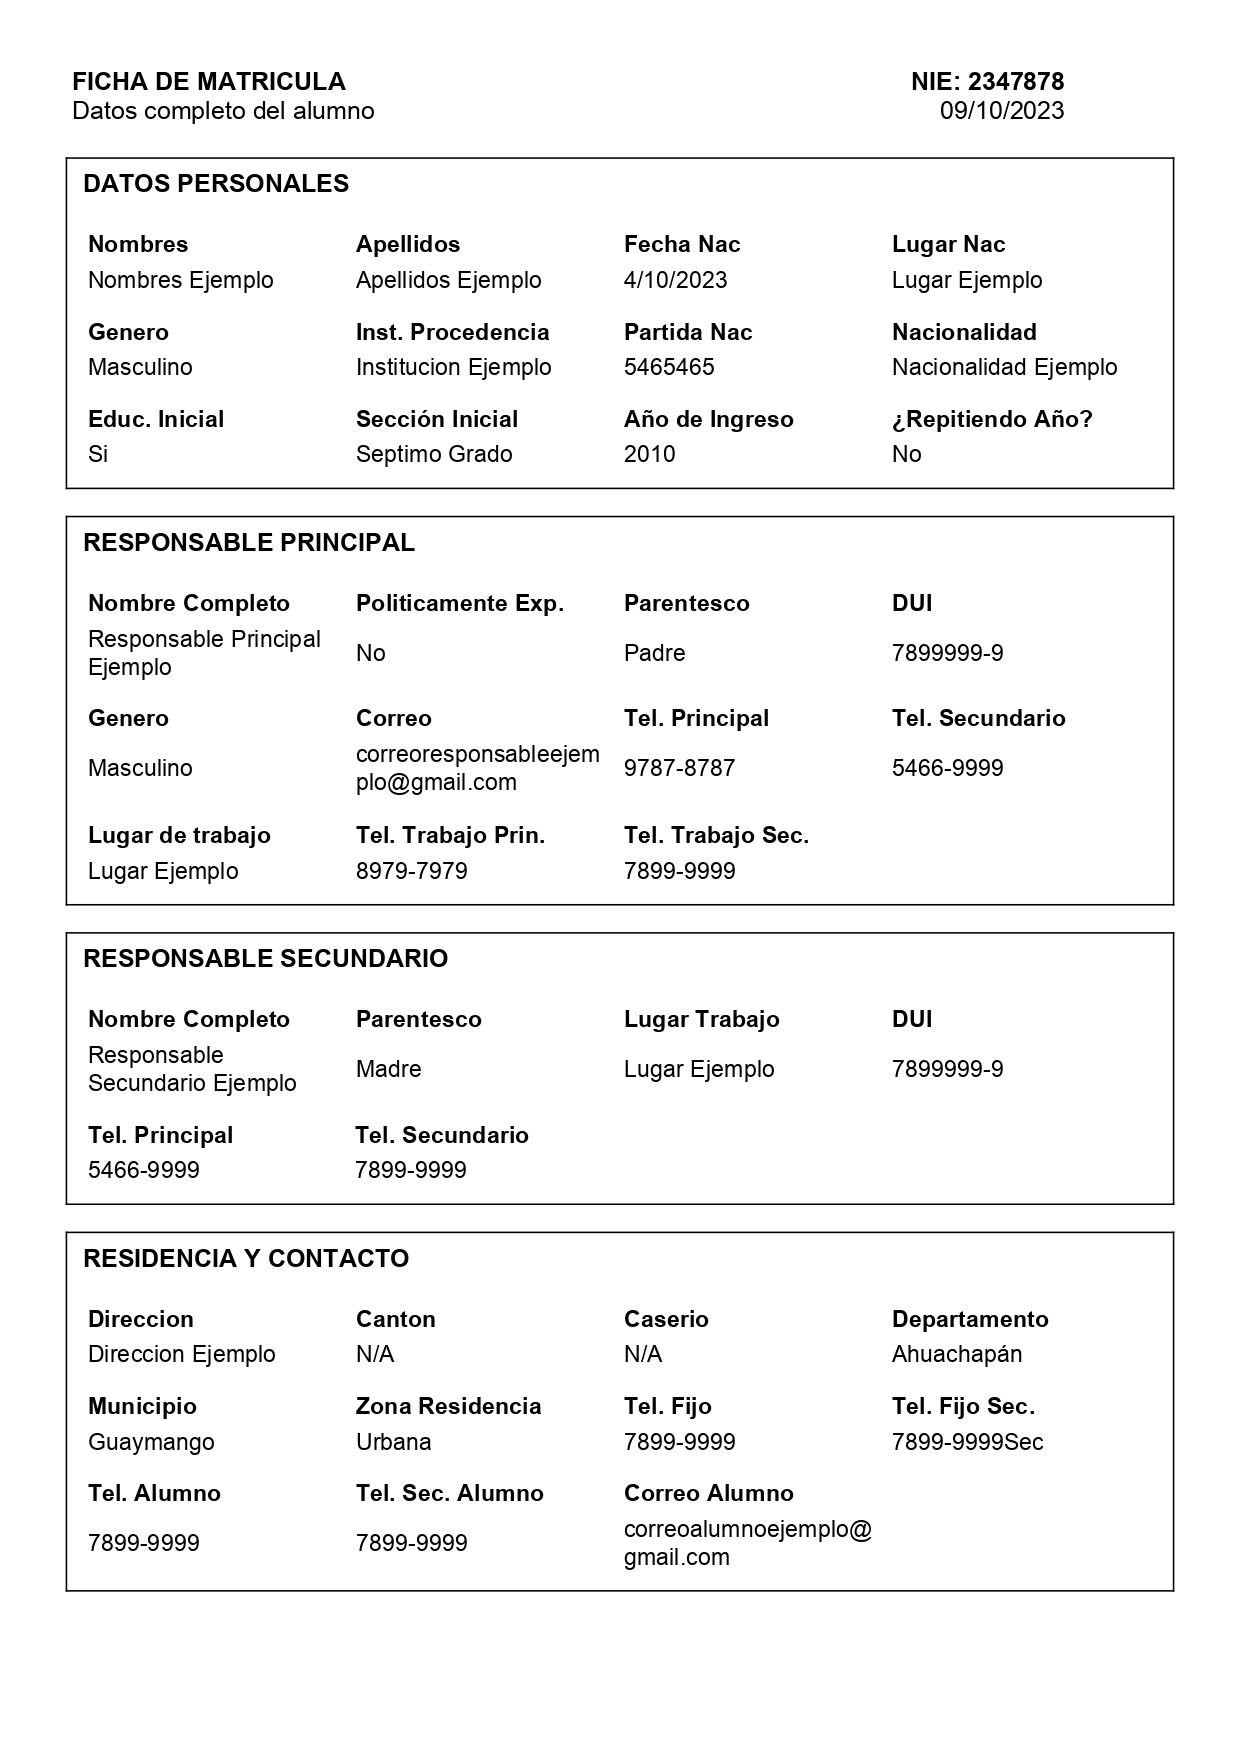 FICHA DE MATRICULA NIE: 2347878
Datos completo del alumno 09/10/2023
DATOS PERSONALES
Nombres Apellidos Fecha Nac Lugar Nac
Nombres Ejemplo Apellidos Ejemplo 4/10/2023 Lugar Ejemplo
Genero Inst. Procedencia Partida Nac Nacionalidad
Masculino Institucion Ejemplo 5465465 Nacionalidad Ejemplo
Educ. Inicial Sección Inicial Año de Ingreso ¿Repitiendo Año?
Si Septimo Grado 2010 No
RESPONSABLE PRINCIPAL
Nombre Completo Politicamente Exp. Parentesco DUI
Responsable Principal
Ejemplo No Padre 7899999-9
Genero Correo Tel. Principal Tel. Secundario
Masculino correoresponsableejem
plo@gmail.com 9787-8787 5466-9999
Lugar de trabajo Tel. Trabajo Prin. Tel. Trabajo Sec.
Lugar Ejemplo 8979-7979 7899-9999
RESPONSABLE SECUNDARIO
Nombre Completo Parentesco Lugar Trabajo DUI
Responsable
Secundario Ejemplo Madre Lugar Ejemplo 7899999-9
Tel. Principal Tel. Secundario
5466-9999 7899-9999
RESIDENCIA Y CONTACTO
Direccion Canton Caserio Departamento
Direccion Ejemplo N/A N/A Ahuachapán
Municipio Zona Residencia Tel. Fijo Tel. Fijo Sec.
Guaymango Urbana 7899-9999 7899-9999Sec
Tel. Alumno Tel. Sec. Alumno Correo Alumno
7899-9999 7899-9999 correoalumnoejemplo@
gmail.com